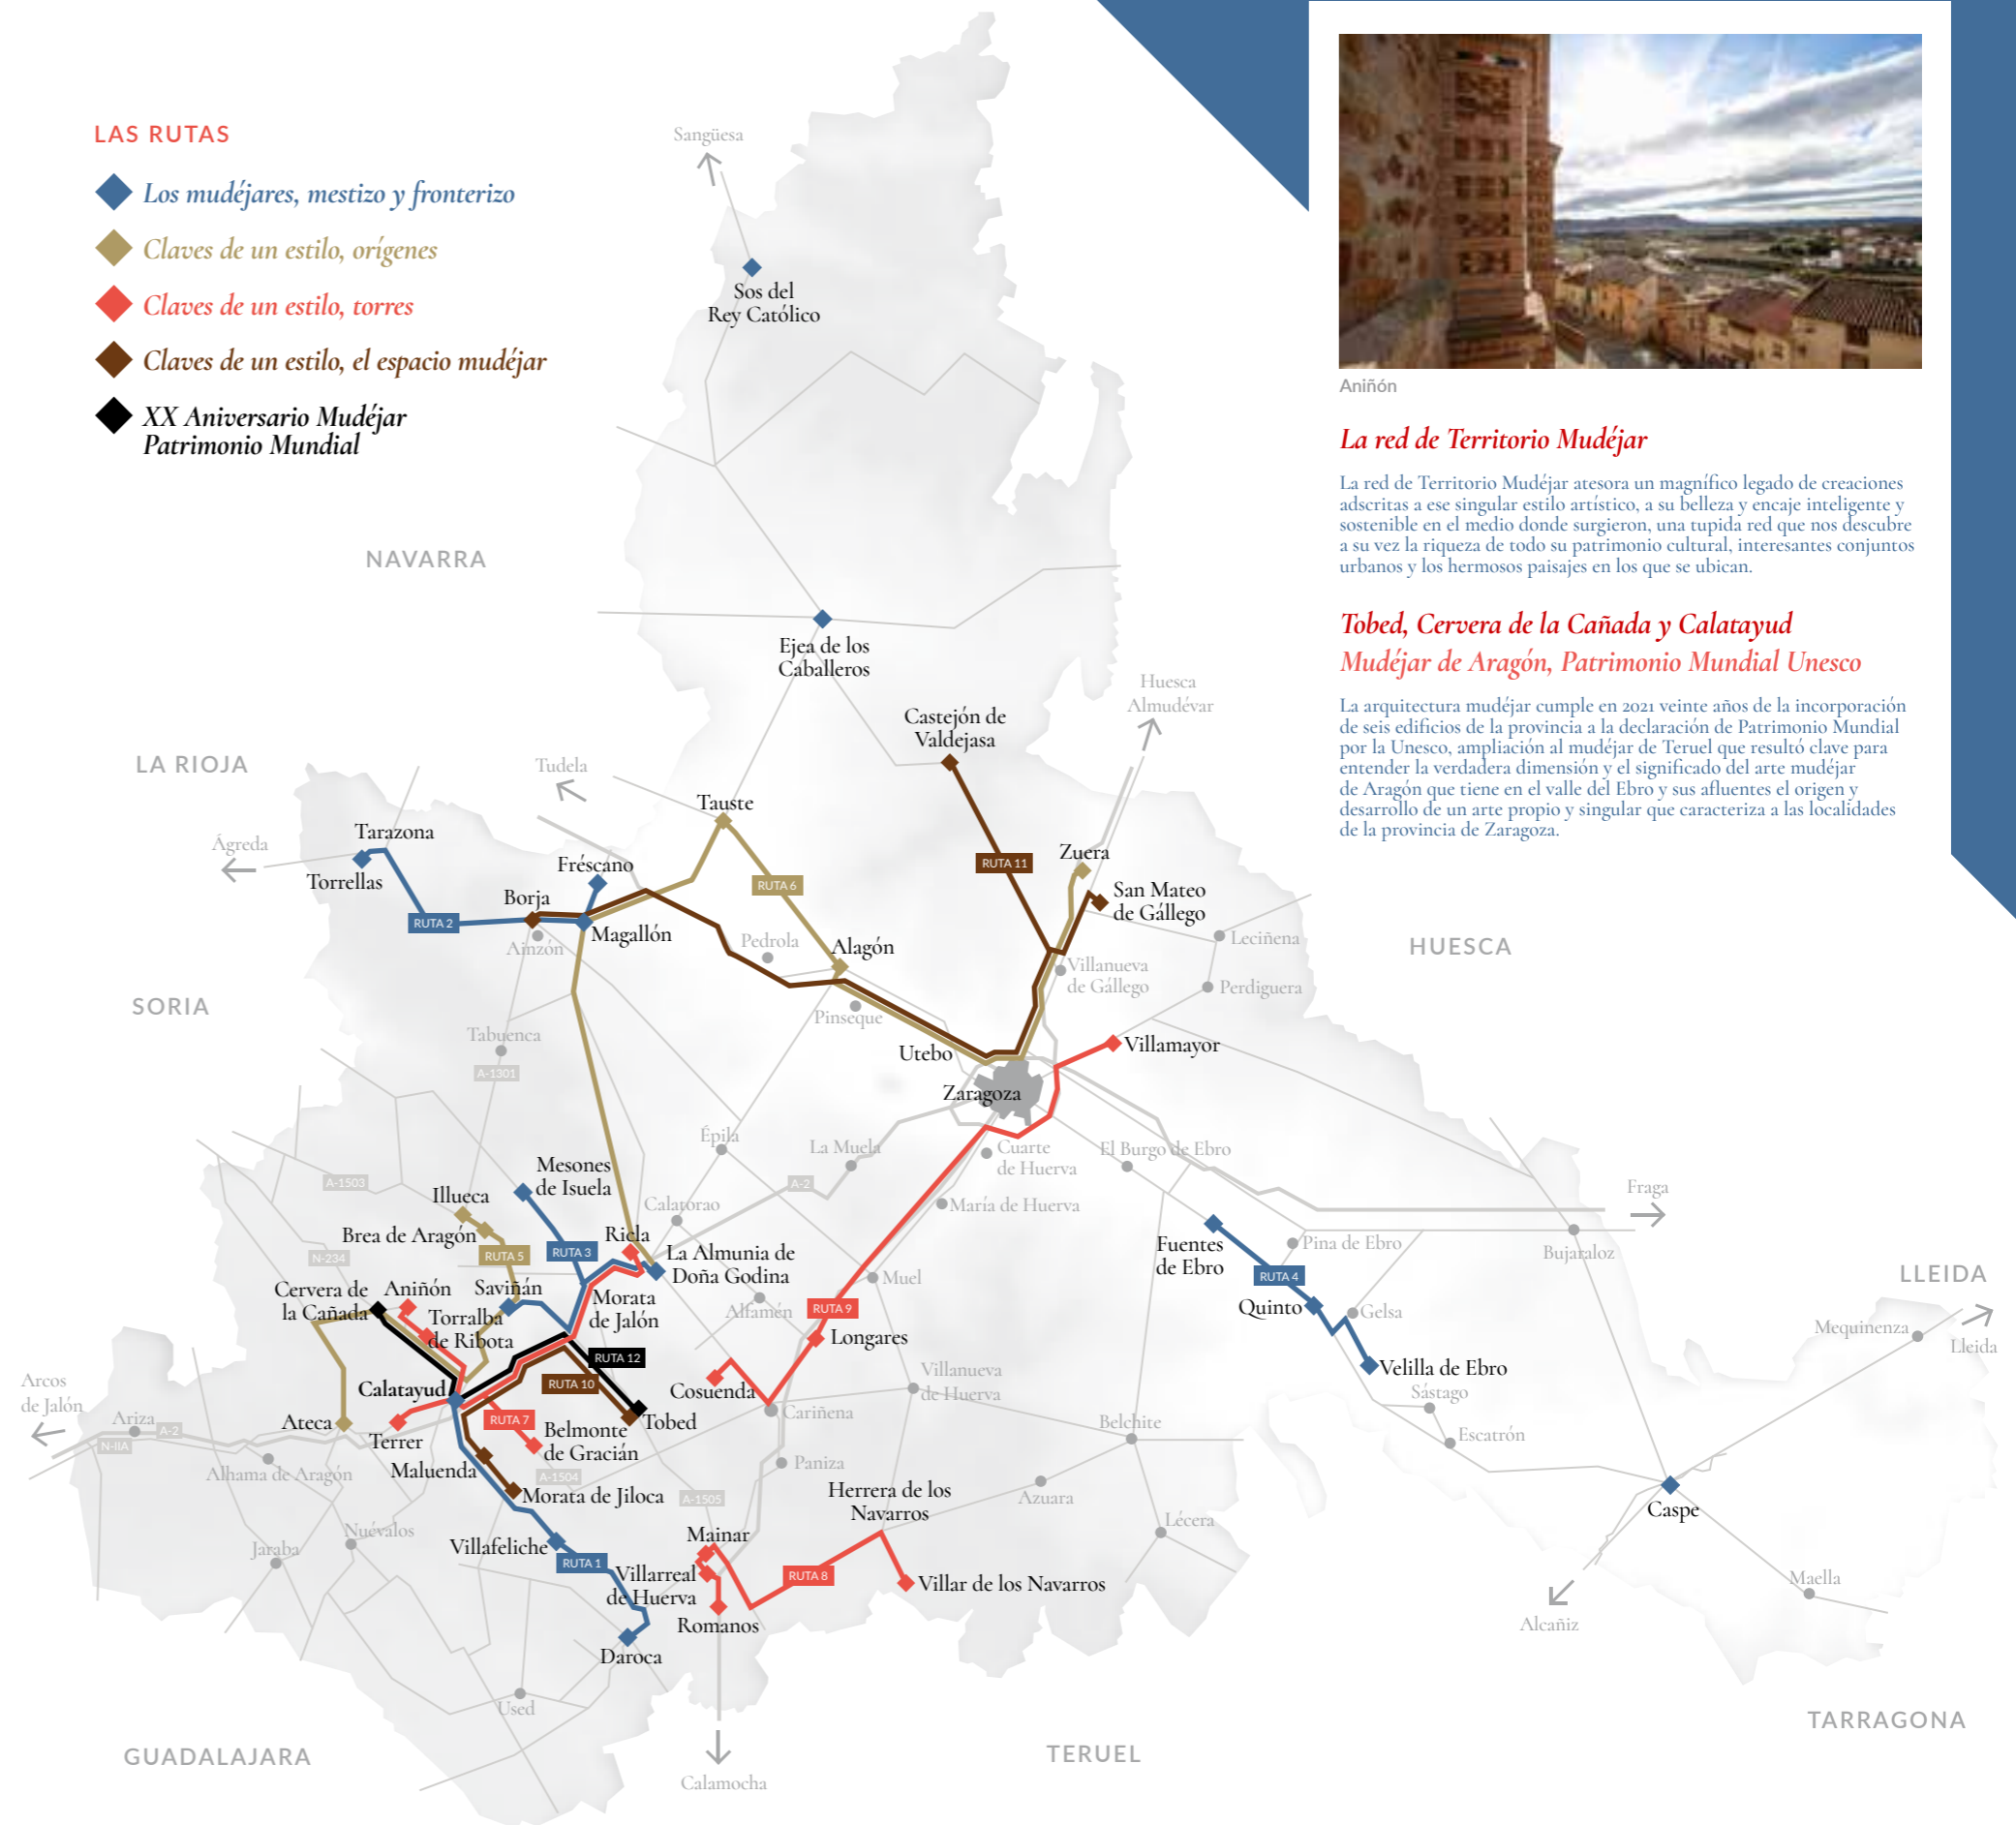 LAS RUTAS
Los mudéjares, mestizo y fronterizo
Claves de un estilo, orígenes
Claves de un estilo, torres
Claves de un estilo, el espacio mudéjar
XX Aniversario Mudéjar
Patrimonio Mundial
Aniñón
La red de Territorio Mudéjar
La red de Territorio Mudéjar atesora un magnífico legado de creaciones
adscritas a ese singular estilo artístico, a su belleza y encaje inteligente y
sostenible en el medio donde surgieron, una tupida red que nos descubre
a su vez la riqueza de todo su patrimonio cultural, interesantes conjuntos
urbanos y los hermosos paisajes en los que se ubican.
Tobed, Cervera de la Cañada y Calatayud
Mudéjar de Aragón, Patrimonio Mundial Unesco
La arquitectura mudéjar cumple en 2021 veinte años de la incorporación
de seis edificios de la provincia a la declaración de Patrimonio Mundial
por la Unesco, ampliación al mudéjar de Teruel que resultó clave para
entender la verdadera dimensión y el significado del arte mudéjar
de Aragón que tiene en el valle del Ebro y sus afluentes el origen y
desarrollo de un arte propio y singular que caracteriza a las localidades
de la provincia de Zaragoza.
Sangüesa
Sos del
Rey Católico
NAVARRA
Ejea de los
Caballeros
Huesca
Almudévar
Castejón de
Valdejasa
LA RIOJA
Tudela
Tauste
Tarazona
Ágreda
Torrellas
Fréscano
Zuera
RUTA 11
RUTA 6
Borja
San Mateo
de Gállego
RUTA 2
Magallón
Ainzón
Pedrola
Alagón
Leciñena
HUESCA
Villanueva
de Gállego
Perdiguera
SORIA
Pinseque
Tabuenca
Utebo
Villamayor
A-1301
Zaragoza
Épila
La Muela
Cuarte
de Huerva
El Burgo de Ebro
Mesones
de Isuela
A-1503
A-2
Illueca
Calatorao
María de Huerva
Fraga
Brea de Aragón
Ricla
RUTA 5
RUTA 3
La Almunia de
Doña Godina
N-234
Fuentes
de Ebro
Pina de Ebro
Bujaraloz
RUTA 4
LLEIDA
Muel
Cervera de
la Cañada
Aniñón
Saviñán
Morata
de Jalón
Alfamén
RUTA 9
Quinto
Gelsa
Torralba
de Ribota
Longares
Mequinenza
Lleida
RUTA 12
Velilla de Ebro
Arcos
de Jalón
Calatayud
RUTA 10
Cosuenda
Villanueva
de Huerva
Sástago
Ariza
A-2
N-IIA
Ateca
Terrer
RUTA 7
Belmonte
de Gracián
Tobed
Cariñena
Belchite
Escatrón
Alhama de Aragón
Maluenda
A-1504
Paniza
Morata de Jiloca
A-1505
Herrera de los
Navarros
Azuara
Caspe
Lécera
Nuévalos
Jaraba
Villafeliche
RUTA 1
Mainar
Villarreal
de Huerva
RUTA 8
Villar de los Navarros
Maella
Romanos
Alcañiz
Daroca
Used
TARRAGONA
GUADALAJARA
TERUEL
Calamocha